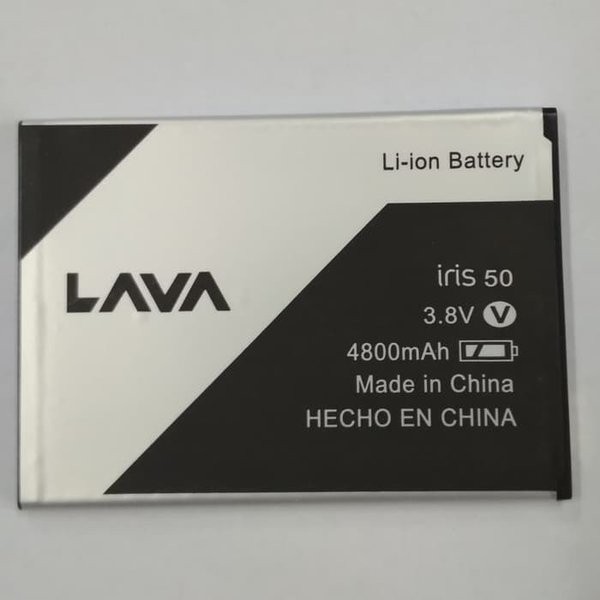 Li-ion Battery
LAVA
iris 50
3.8V V
4800mAh
Made in China
HECHO EN CHINA